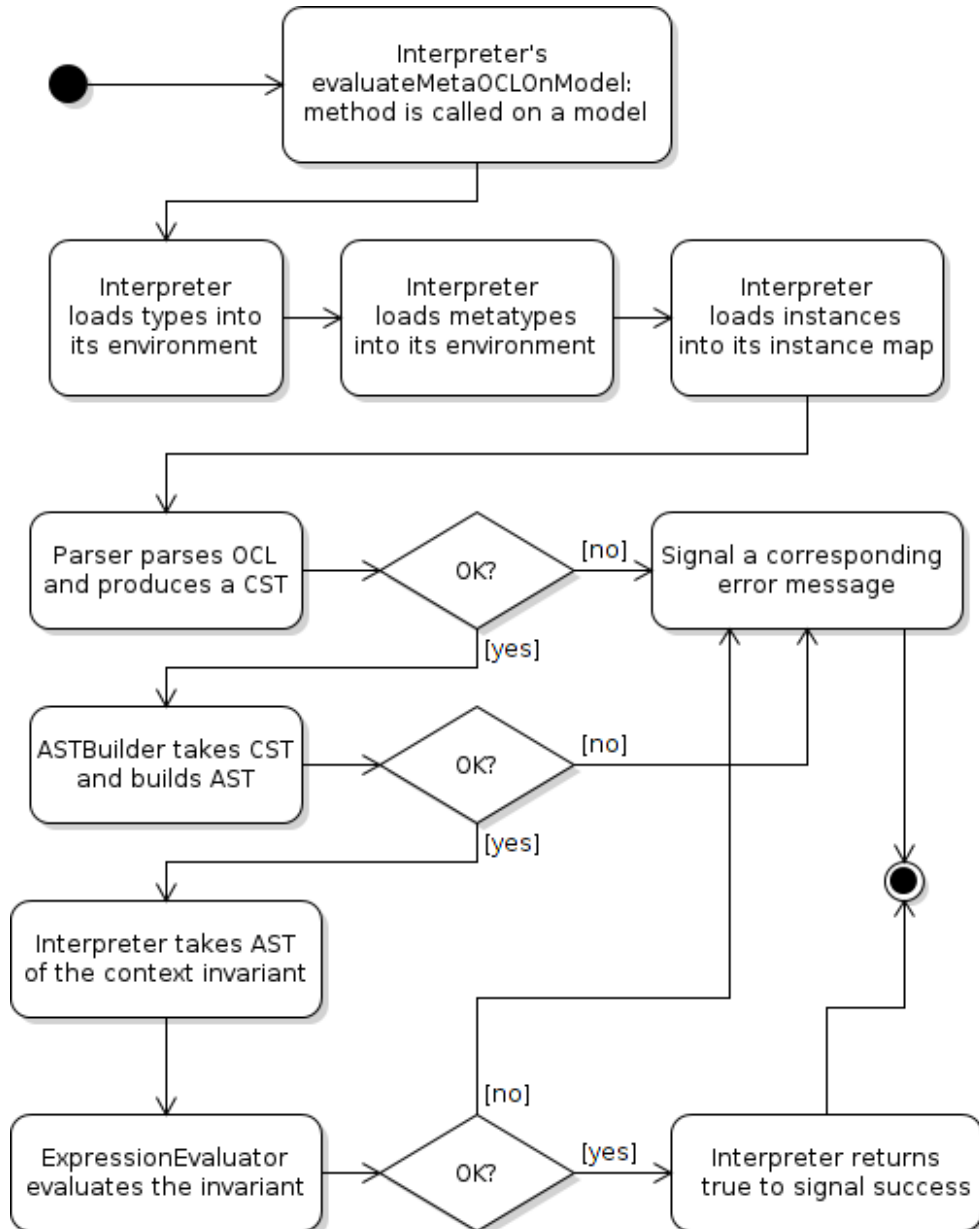 Interpreter's
evaluateMetaOCLOnModel:
method is called on a model
Interpreter
loads types into
its environment
Interpreter
loads metatypes
into its environment
Interpreter
loads instances
into its instance map
Parser parses OCL
and produces a CST
OK?
[no]
[yes]
Signal a corresponding
error message
ASTBuilder takes CST
and builds AST
OK?
[no]
[yes]
Interpreter takes AST
of the context invariant
ExpressionEvaluator
evaluates the invariant
OK?
[no]
[yes]
Interpreter returns
true to signal success